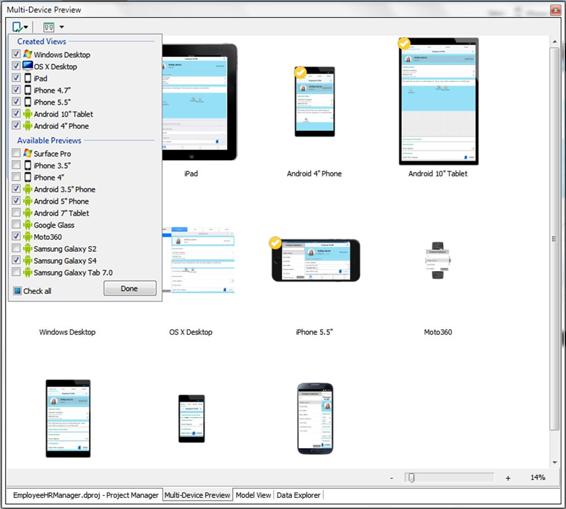 Multi-Device Preview
Created Views
Windows Desktop
OS X Desktop
iPad
iPhone 4.7"
iPhone 5.5"
Android 10" Tablet
Android 4" Phone
Available Previews
Surface Pro
iPhone 3.5"
iPhone 4"
Android 3.5" Phone
Android 5" Phone
Android 7" Tablet
Google Glass
Moto360
Samsung Galaxy S2
Samsung Galaxy S4
Samsung Galaxy Tab 7.0
Check all
Done
iPad
Android 4" Phone
Android 10" Tablet
Windows Desktop
OS X Desktop
iPhone 5.5"
Moto360
- + 14%
EmployeeHRManager.dproj - Project Manager
Multi-Device Preview
Model View
Data Explorer